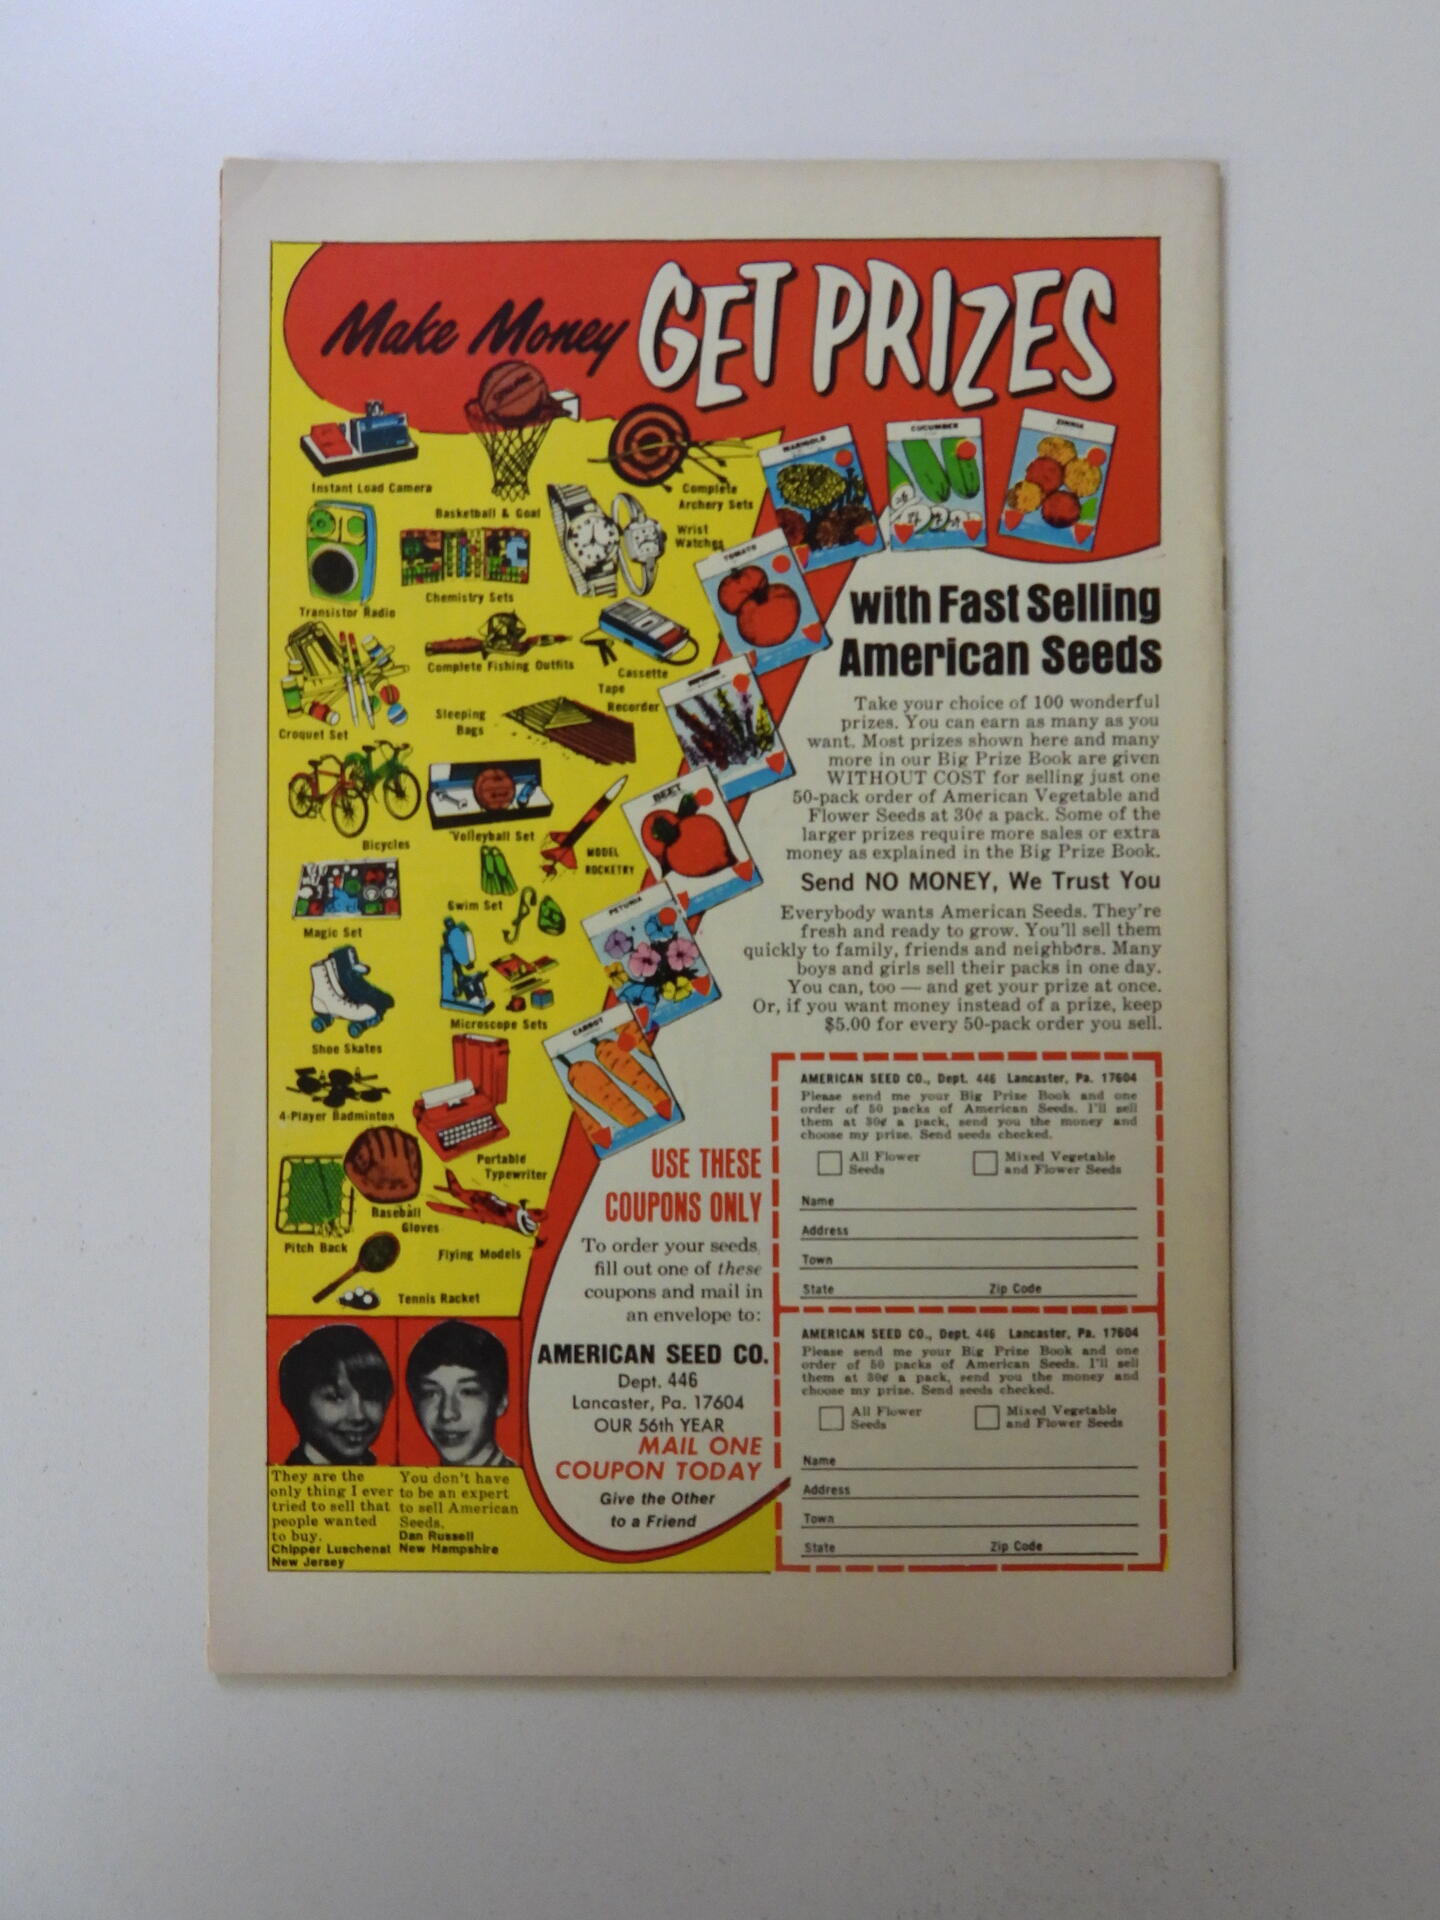 Make Money GET PRIZES
MARIGOLD
CUCUMBER
ZINNIA
TOMATO
BEET
PETUNIA
CARROT
Instant Load Camera
Basketball & Goal
Complete
Archery Sets
Wrist
Watches
Transistor Radio
Chemistry Sets
Complete Fishing Outfits
Cassette
Tape
Recorder
Croquet Set
Sleeping
Bags
Bicycles
Volleyball Set
MODEL
ROCKETRY
Magic Set
Swim Set
Shoe Skates
Microscope Sets
4-Player Badminton
Portable
Typewriter
Pitch Back
Baseball
Gloves
Flying Models
Tennis Racket
with Fast Selling
American Seeds
Take your choice of 100 wonderful
prizes. You can earn as many as you
want. Most prizes shown here and many
more in our Big Prize Book are given
WITHOUT COST for selling just one
50-pack order of American Vegetable and
Flower Seeds at 30¢ a pack. Some of the
larger prizes require more sales or extra
money as explained in the Big Prize Book.
Send NO MONEY, We Trust You
Everybody wants American Seeds. They're
fresh and ready to grow. You'll sell them
quickly to family, friends and neighbors. Many
boys and girls sell their packs in one day.
You can, too — and get your prize at once.
Or, if you want money instead of a prize, keep
$5.00 for every 50-pack order you sell.
USE THESE
COUPONS ONLY
To order your seeds,
fill out one of these
coupons and mail in
an envelope to:
AMERICAN SEED CO.
Dept. 446
Lancaster, Pa. 17604
OUR 56th YEAR
MAIL ONE
COUPON TODAY
Give the Other
to a Friend
AMERICAN SEED CO., Dept. 446 Lancaster, Pa. 17604
Please send me your Big Prize Book and one
order of 50 packs of American Seeds. I'll sell
them at 30¢ a pack, send you the money and
choose my prize. Send seeds checked.
All Flower
Seeds
Mixed Vegetable
and Flower Seeds
Name
Address
Town
State Zip Code
AMERICAN SEED CO., Dept. 446 Lancaster, Pa. 17604
Please send me your Big Prize Book and one
order of 50 packs of American Seeds. I'll sell
them at 30¢ a pack, send you the money and
choose my prize. Send seeds checked.
All Flower
Seeds
Mixed Vegetable
and Flower Seeds
Name
Address
Town
State Zip Code
They are the
only thing I ever
tried to sell that
people wanted
to buy.
Chipper Luschenat
New Jersey
You don't have
to be an expert
to sell American
Seeds.
Dan Russell
New Hampshire